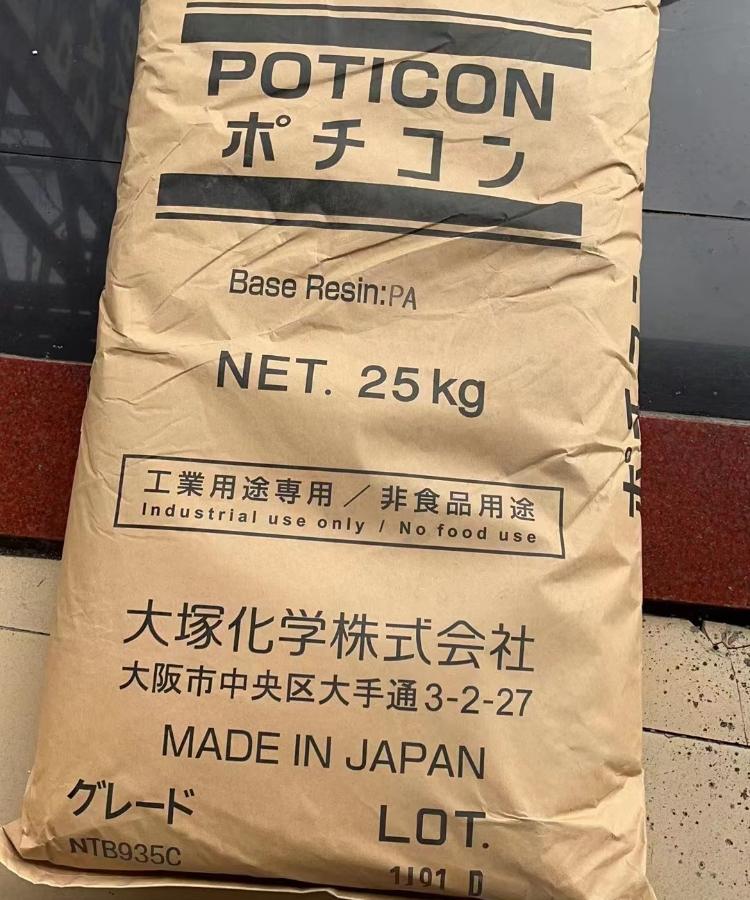 POTICON
ポチコン
Base Resin:PA
NET. 25kg
工業用途専用／非食品用途
Industrial use only / No food use
大塚化学株式会社
大阪市中央区大手通3-2-27
MADE IN JAPAN
グレード
LOT.
NTB935C
1J91 D